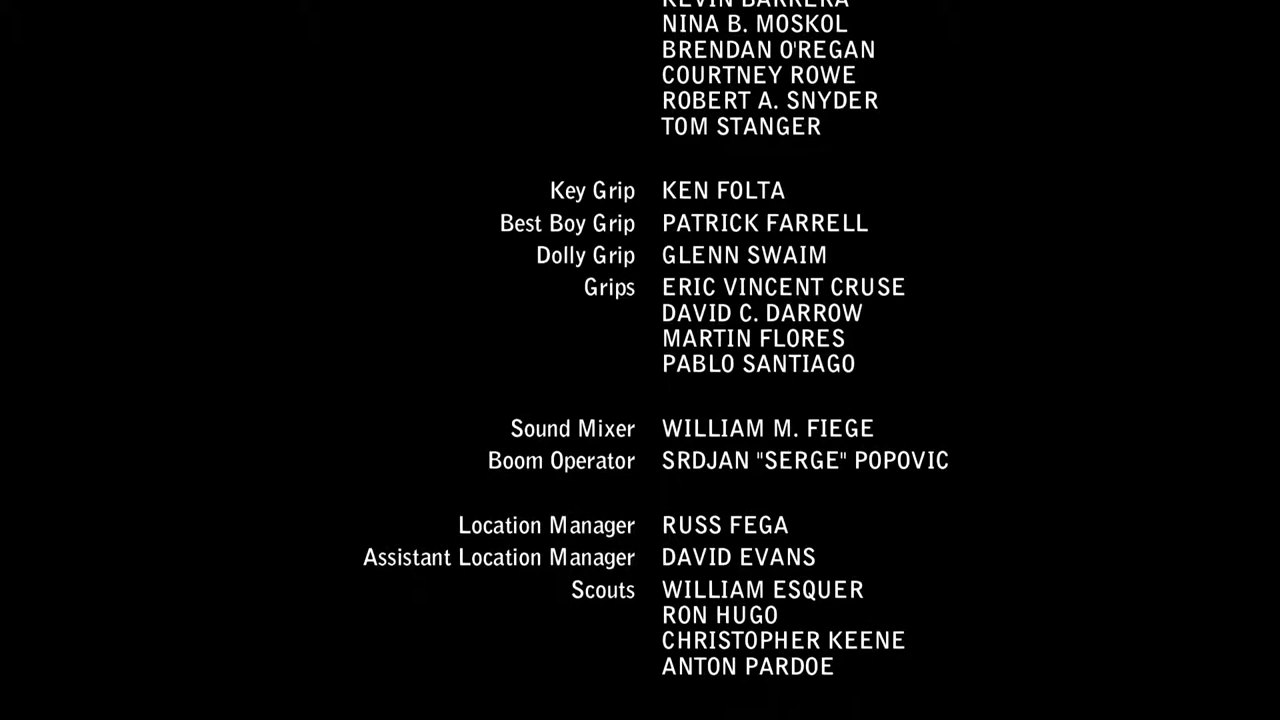 KEVIN BARRERA
NINA B. MOSKOL
BRENDAN O'REGAN
COURTNEY ROWE
ROBERT A. SNYDER
TOM STANGER
Key Grip KEN FOLTA
Best Boy Grip PATRICK FARRELL
Dolly Grip GLENN SWAIM
Grips ERIC VINCENT CRUSE
DAVID C. DARROW
MARTIN FLORES
PABLO SANTIAGO
Sound Mixer WILLIAM M. FIEGE
Boom Operator SRDJAN "SERGE" POPOVIC
Location Manager RUSS FEGA
Assistant Location Manager DAVID EVANS
Scouts WILLIAM ESQUER
RON HUGO
CHRISTOPHER KEENE
ANTON PARDOE